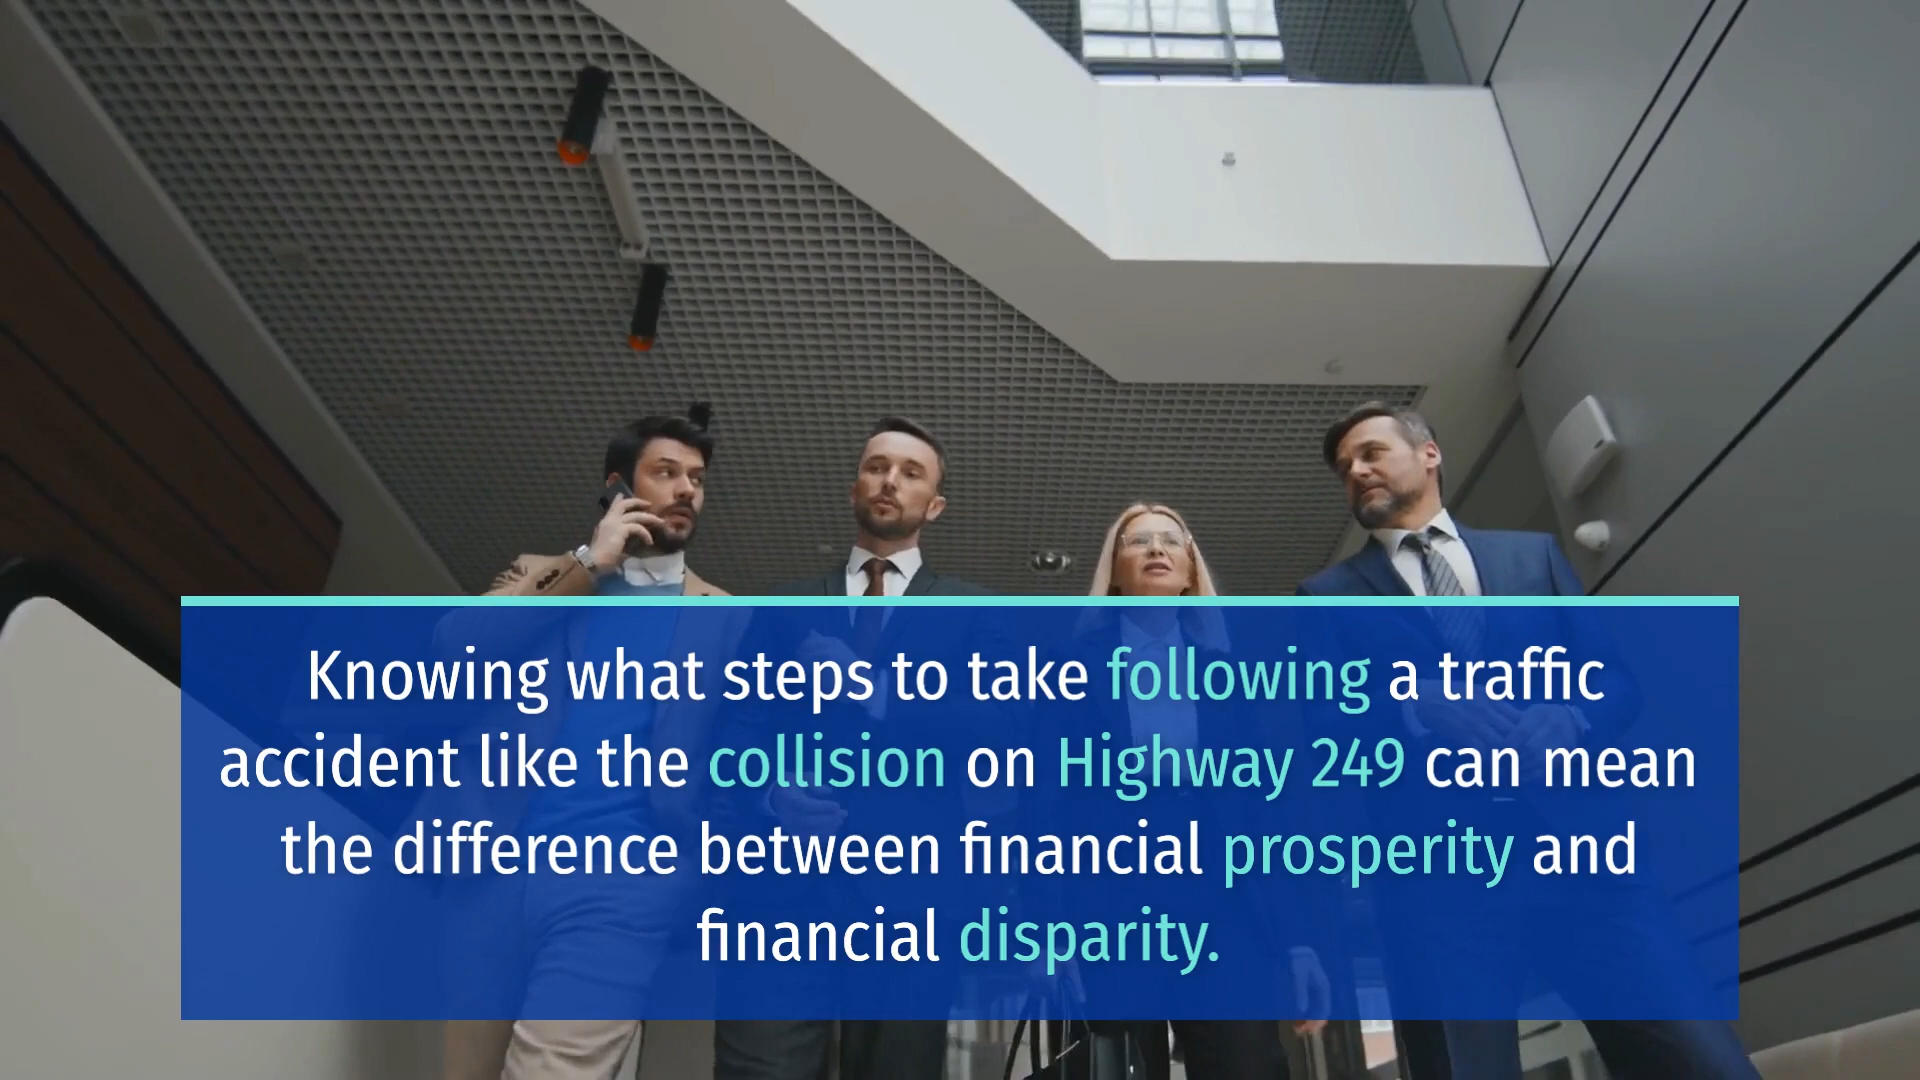 Knowing what steps to take following a traffic
accident like the collision on Highway 249 can mean
the difference between financial prosperity and
financial disparity.